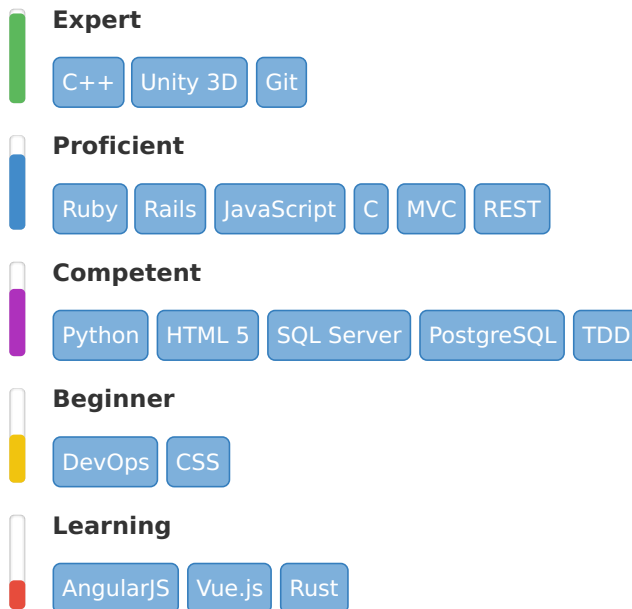 Expert
C++ Unity 3D Git
Proficient
Ruby Rails JavaScript C MVC REST
Competent
Python HTML 5 SQL Server PostgreSQL TDD
Beginner
DevOps CSS
Learning
AngularJS Vue.js Rust